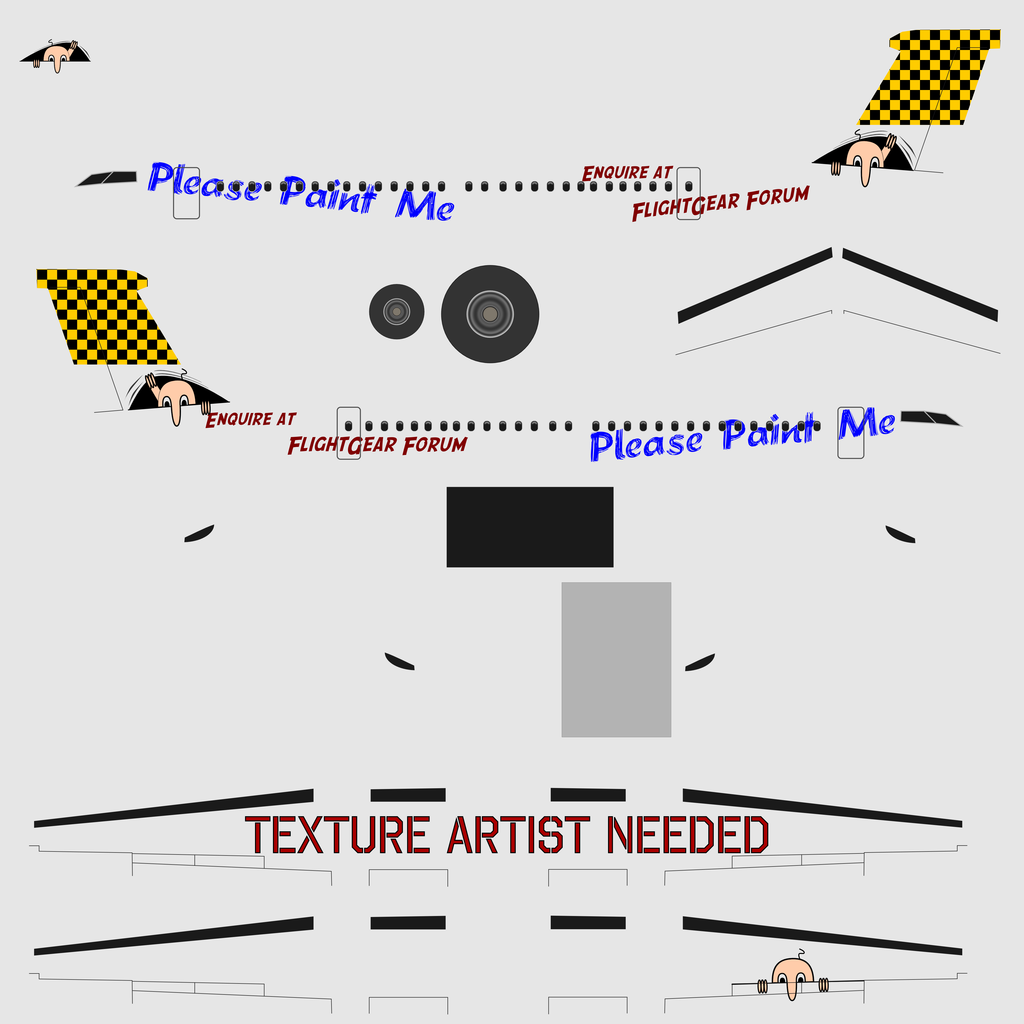 Please Paint Me
Enquire at
FlightGear Forum
Enquire at
FlightGear Forum
Please Paint Me
TEXTURE ARTIST NEEDED